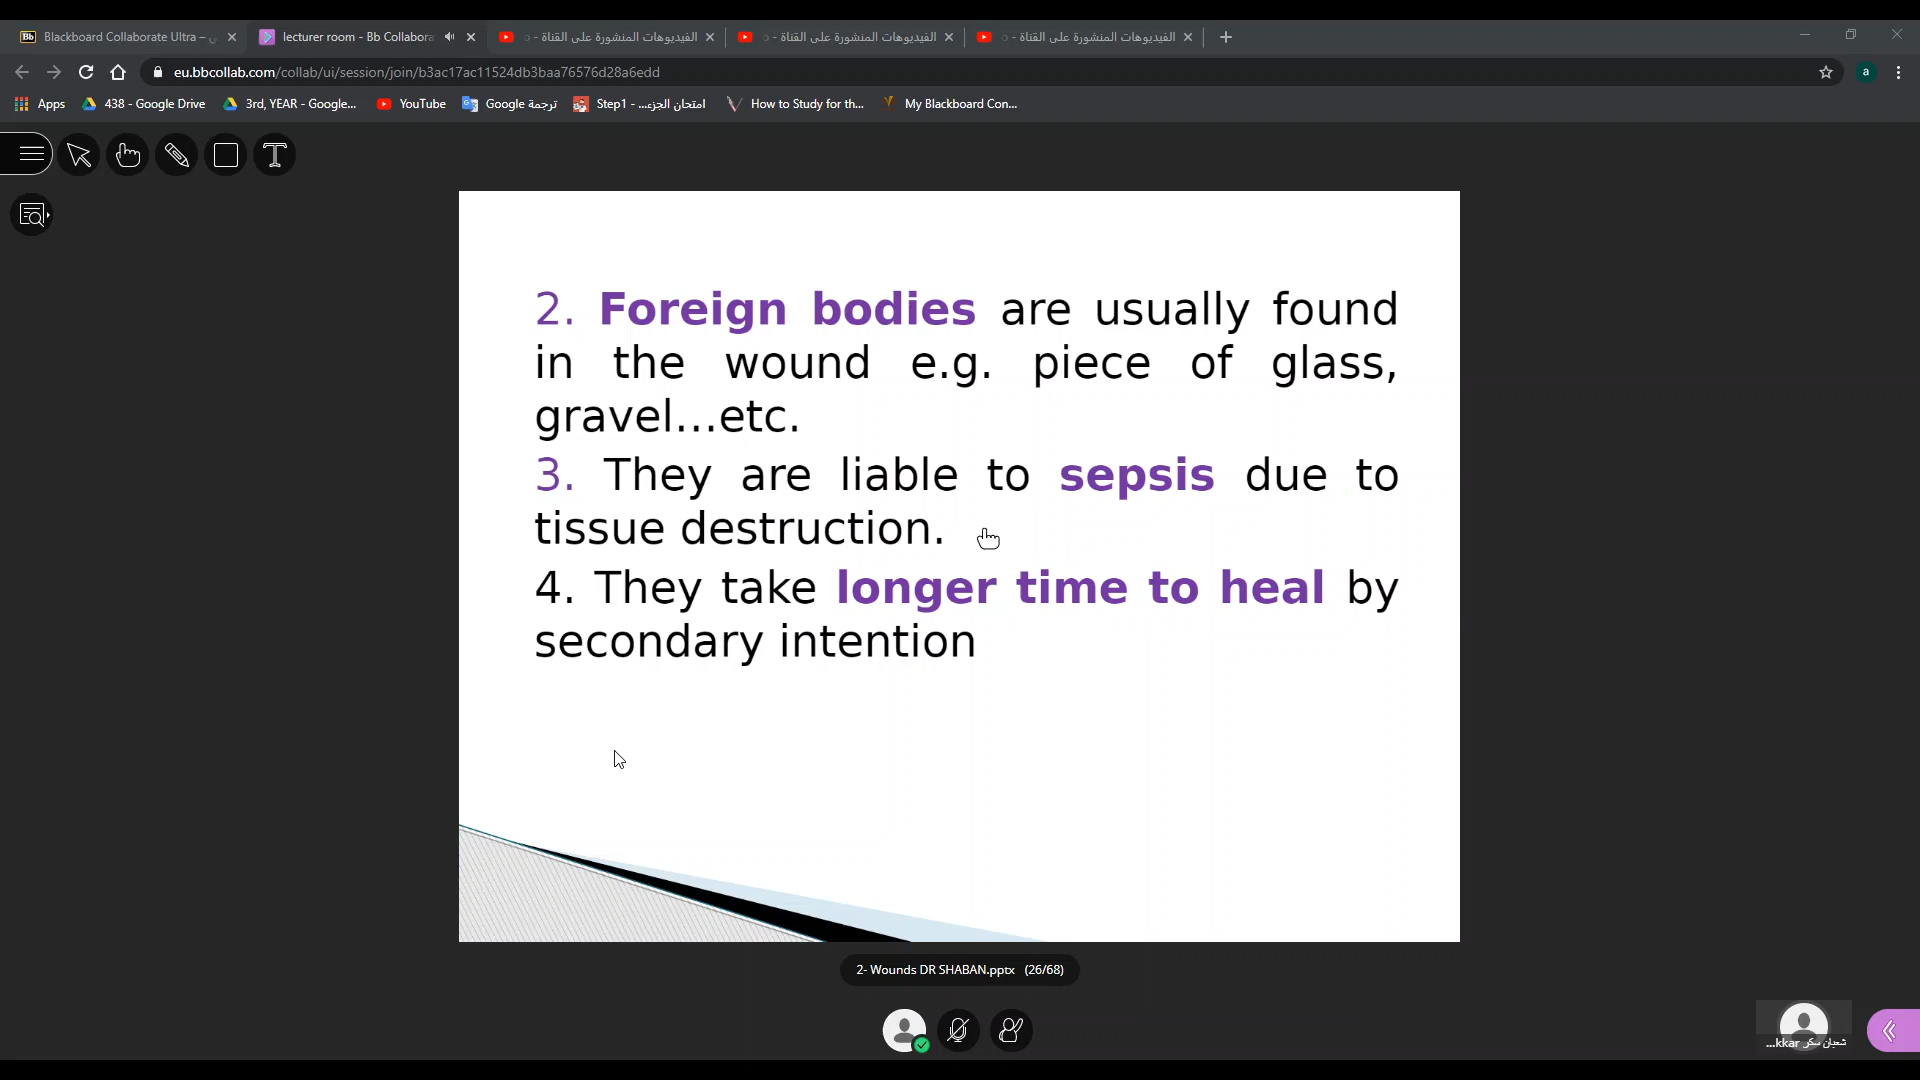 Blackboard Collaborate Ultra –
lecturer room - Bb Collabora
الفيديوهات المنشورة على القناة -
الفيديوهات المنشورة على القناة -
الفيديوهات المنشورة على القناة -
eu.bbcollab.com/collab/ui/session/join/b3ac17ac11524db3baa76576d28a6edd
a
Apps
438 - Google Drive
3rd, YEAR - Google...
YouTube
ترجمة Google
Step1 - ...امتحان الجزء
How to Study for th...
My Blackboard Con...
2. Foreign bodies are usually found
in the wound e.g. piece of glass,
gravel...etc.
3. They are liable to sepsis due to
tissue destruction.
4. They take longer time to heal by
secondary intention
2- Wounds DR SHABAN.pptx (26/68)
شعبان سكر kkar...